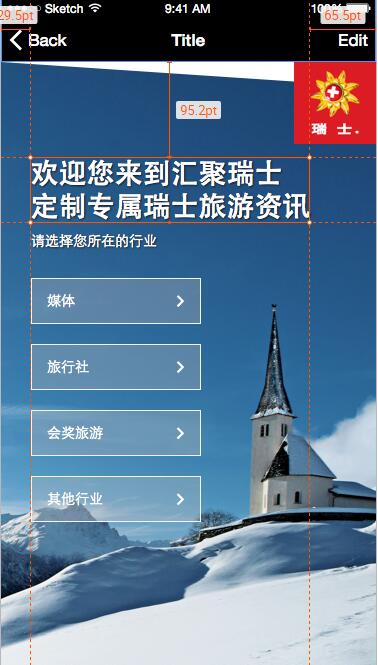 Sketch 9:41 AM
29.5pt
65.5pt
Back Title Edit
瑞 士.
95.2pt
欢迎您来到汇聚瑞士
定制专属瑞士旅游资讯
请选择您所在的行业
媒体
旅行社
会奖旅游
其他行业